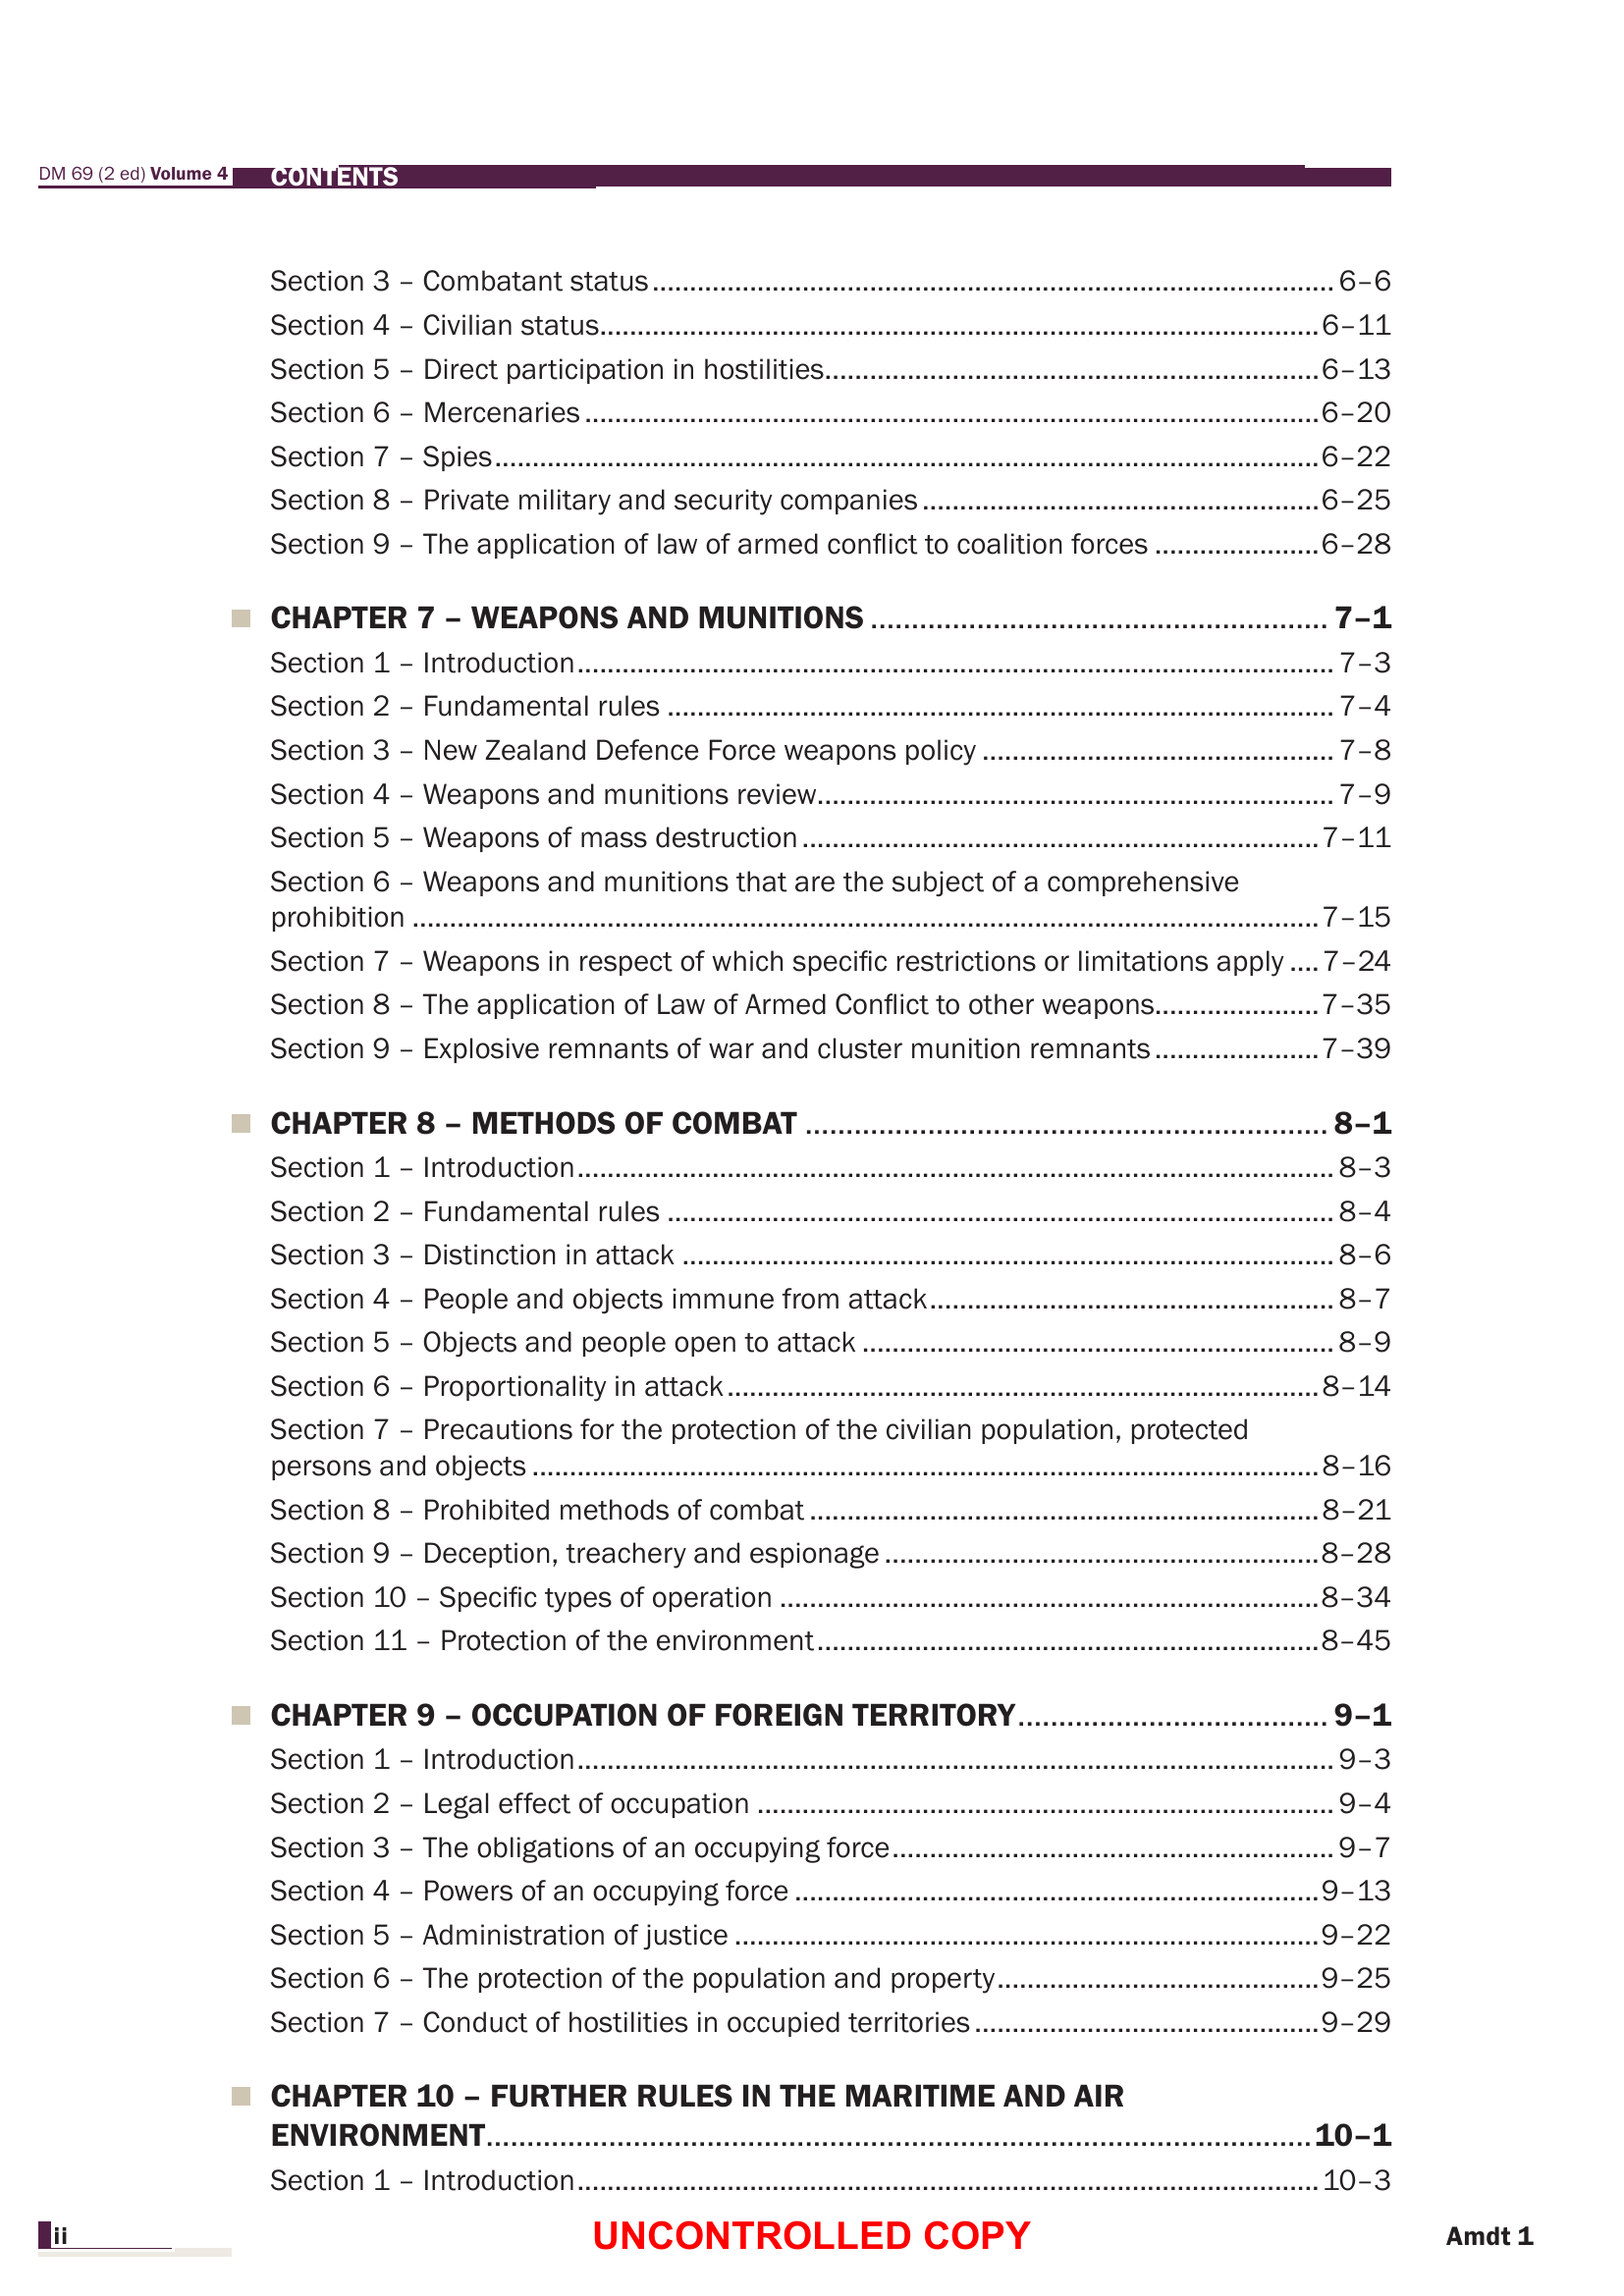 DM 69 (2 ed) Volume 4 CONTENTS
Section 3 – Combatant status ........ 6–6
Section 4 – Civilian status ........ 6–11
Section 5 – Direct participation in hostilities ........ 6–13
Section 6 – Mercenaries ........ 6–20
Section 7 – Spies ........ 6–22
Section 8 – Private military and security companies ........ 6–25
Section 9 – The application of law of armed conflict to coalition forces ........ 6–28
CHAPTER 7 – WEAPONS AND MUNITIONS ........ 7–1
Section 1 – Introduction ........ 7–3
Section 2 – Fundamental rules ........ 7–4
Section 3 – New Zealand Defence Force weapons policy ........ 7–8
Section 4 – Weapons and munitions review ........ 7–9
Section 5 – Weapons of mass destruction ........ 7–11
Section 6 – Weapons and munitions that are the subject of a comprehensive
prohibition ........ 7–15
Section 7 – Weapons in respect of which specific restrictions or limitations apply .... 7–24
Section 8 – The application of Law of Armed Conflict to other weapons ........ 7–35
Section 9 – Explosive remnants of war and cluster munition remnants ........ 7–39
CHAPTER 8 – METHODS OF COMBAT ........ 8–1
Section 1 – Introduction ........ 8–3
Section 2 – Fundamental rules ........ 8–4
Section 3 – Distinction in attack ........ 8–6
Section 4 – People and objects immune from attack ........ 8–7
Section 5 – Objects and people open to attack ........ 8–9
Section 6 – Proportionality in attack ........ 8–14
Section 7 – Precautions for the protection of the civilian population, protected
persons and objects ........ 8–16
Section 8 – Prohibited methods of combat ........ 8–21
Section 9 – Deception, treachery and espionage ........ 8–28
Section 10 – Specific types of operation ........ 8–34
Section 11 – Protection of the environment ........ 8–45
CHAPTER 9 – OCCUPATION OF FOREIGN TERRITORY ........ 9–1
Section 1 – Introduction ........ 9–3
Section 2 – Legal effect of occupation ........ 9–4
Section 3 – The obligations of an occupying force ........ 9–7
Section 4 – Powers of an occupying force ........ 9–13
Section 5 – Administration of justice ........ 9–22
Section 6 – The protection of the population and property ........ 9–25
Section 7 – Conduct of hostilities in occupied territories ........ 9–29
CHAPTER 10 – FURTHER RULES IN THE MARITIME AND AIR
ENVIRONMENT ........ 10–1
Section 1 – Introduction ........ 10–3
ii UNCONTROLLED COPY Amdt 1